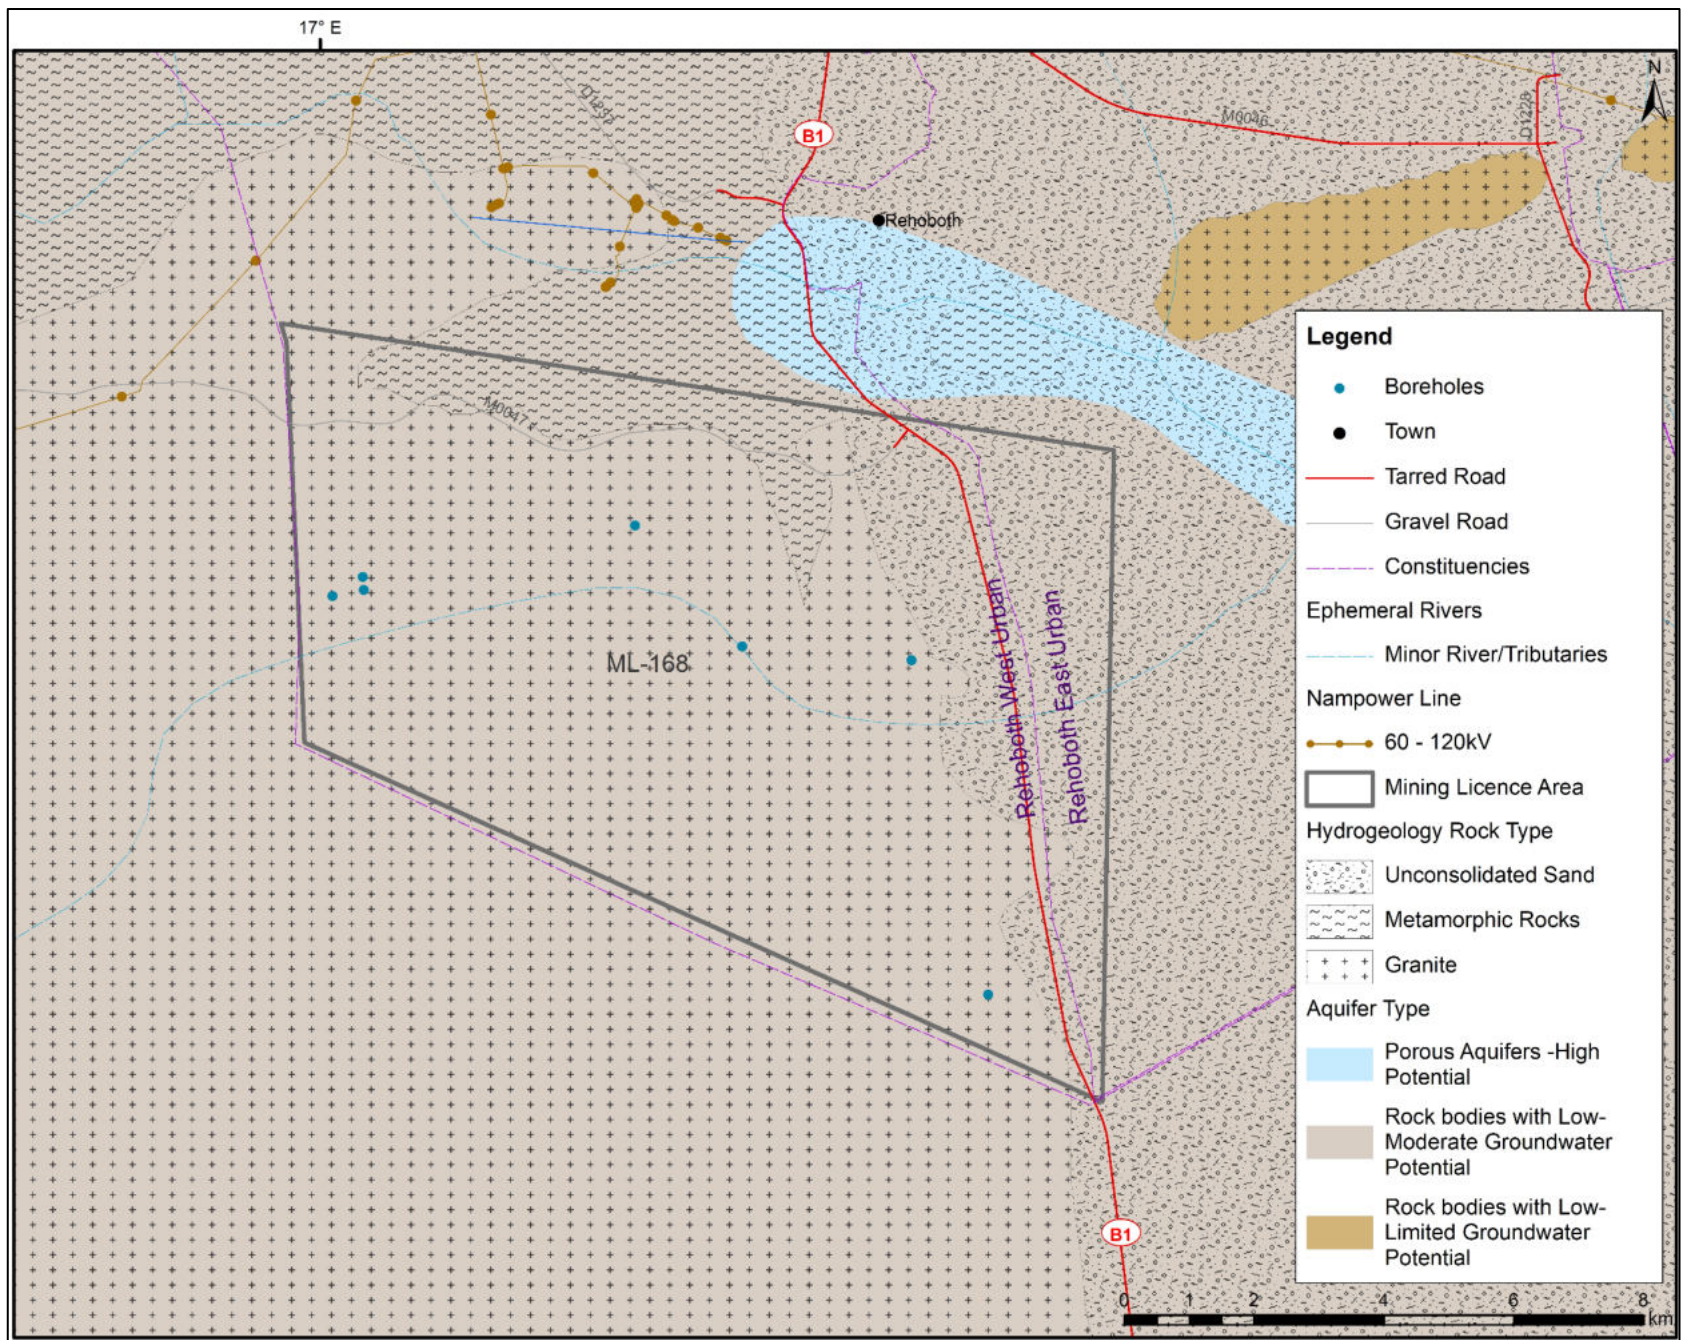 17° E
N
D1237
B1
M0046
D1228
Rehoboth
M0047
ML-168
Rehoboth West Urban
Rehoboth East Urban
B1
Legend
Boreholes
Town
Tarred Road
Gravel Road
Constituencies
Ephemeral Rivers
Minor River/Tributaries
Nampower Line
60 - 120kV
Mining Licence Area
Hydrogeology Rock Type
Unconsolidated Sand
Metamorphic Rocks
Granite
Aquifer Type
Porous Aquifers -High
Potential
Rock bodies with Low-
Moderate Groundwater
Potential
Rock bodies with Low-
Limited Groundwater
Potential
0 1 2 4 6 8
km